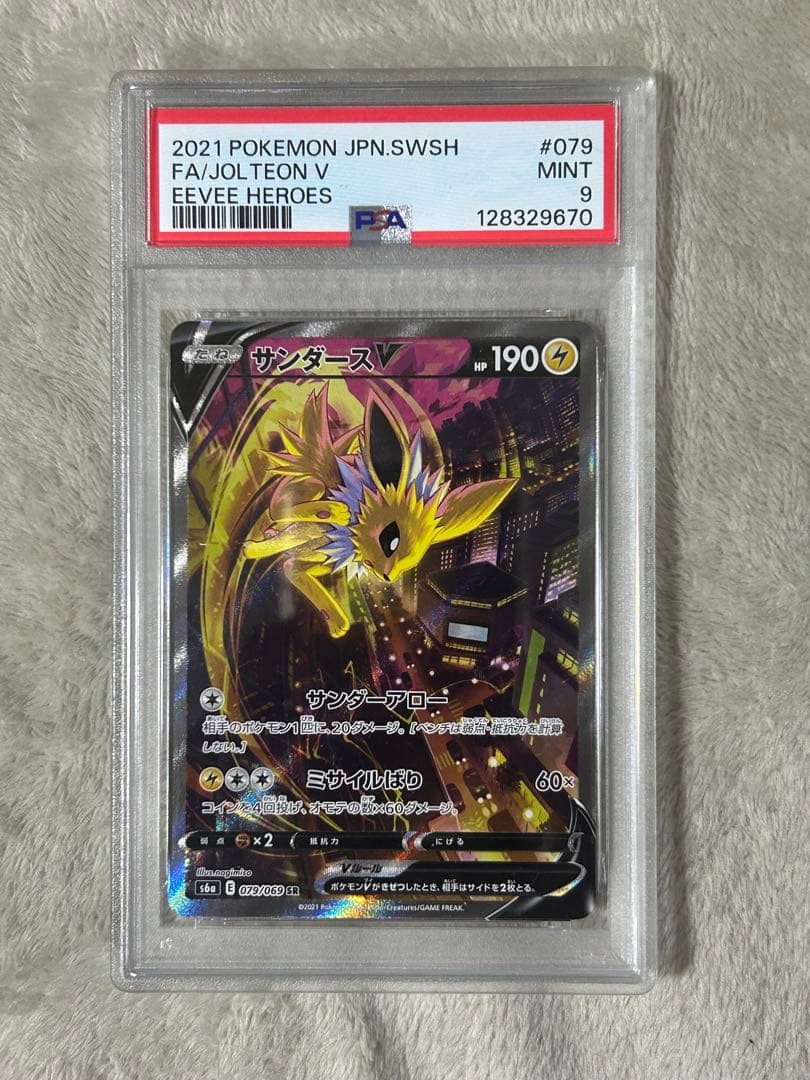 2021 POKEMON JPN.SWSH #079
FA/JOLTEON V MINT
EEVEE HEROES 9
PSA 128329670
たね サンダースV HP 190
サンダーアロー
相手のポケモン1匹に、20ダメージ。[ベンチは弱点・抵抗力を計算
しない。]
ミサイルばり 60×
コインを4回投げ、オモテの数×60ダメージ。
弱点 ×2 抵抗力 にげる
Illus. nagimiso
Vルール
s6a E 079/069 SR ポケモンVがきぜつしたとき、相手はサイドを2枚とる。
©2021 /Creatures/GAME FREAK.